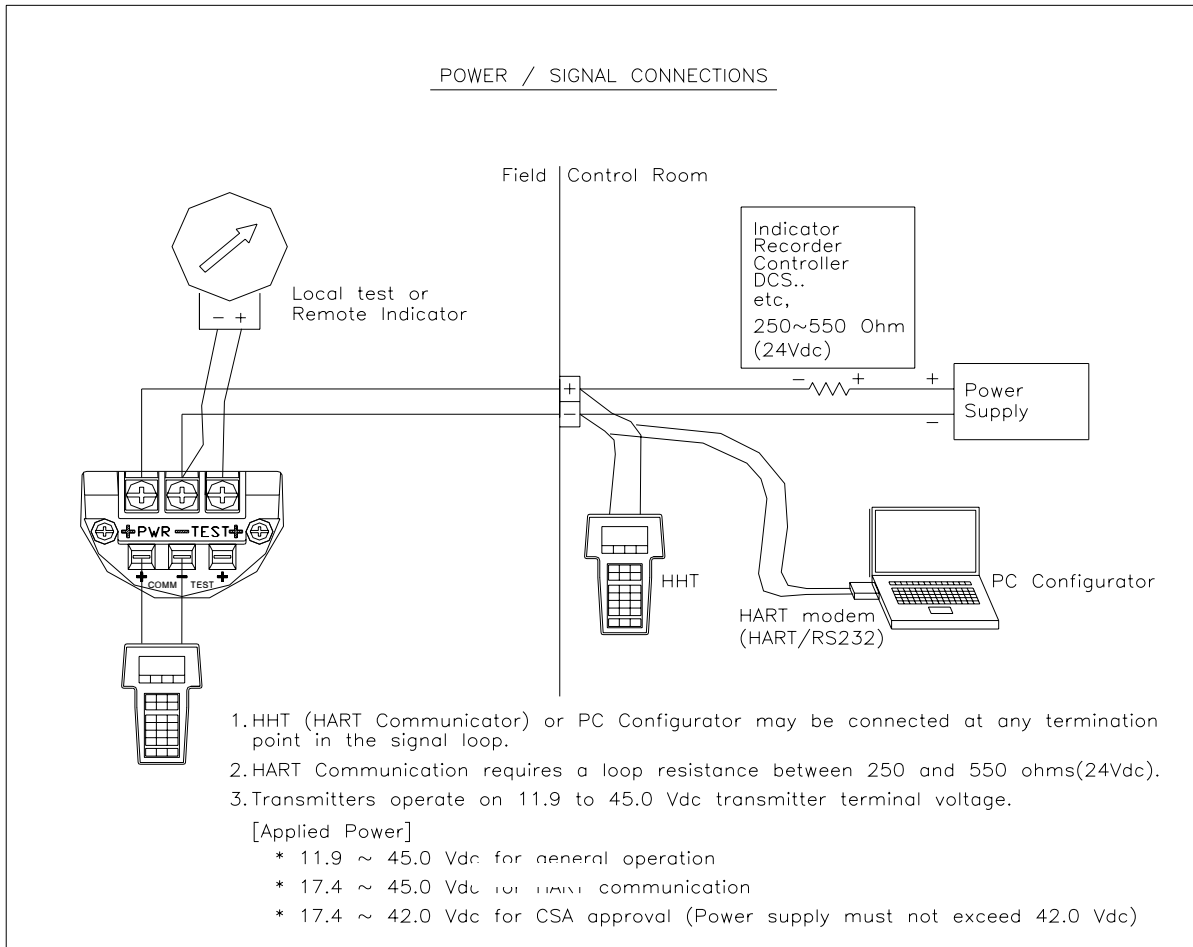 POWER / SIGNAL CONNECTIONS
Field
Control Room
Indicator
Recorder
Controller
DCS..
etc,
250~550 Ohm
(24Vdc)
Local test or
Remote Indicator
- +
- +
+
-
+
-
Power
Supply
+PWR - TEST+
+ - +
COMM TEST
HHT
HART modem
(HART/RS232)
PC Configurator
1. HHT (HART Communicator) or PC Configurator may be connected at any termination
point in the signal loop.
2. HART Communication requires a loop resistance between 250 and 550 ohms(24Vdc).
3. Transmitters operate on 11.9 to 45.0 Vdc transmitter terminal voltage.
[Applied Power]
* 11.9 ~ 45.0 Vdc for general operation
* 17.4 ~ 45.0 Vdc for HART communication
* 17.4 ~ 42.0 Vdc for CSA approval (Power supply must not exceed 42.0 Vdc)